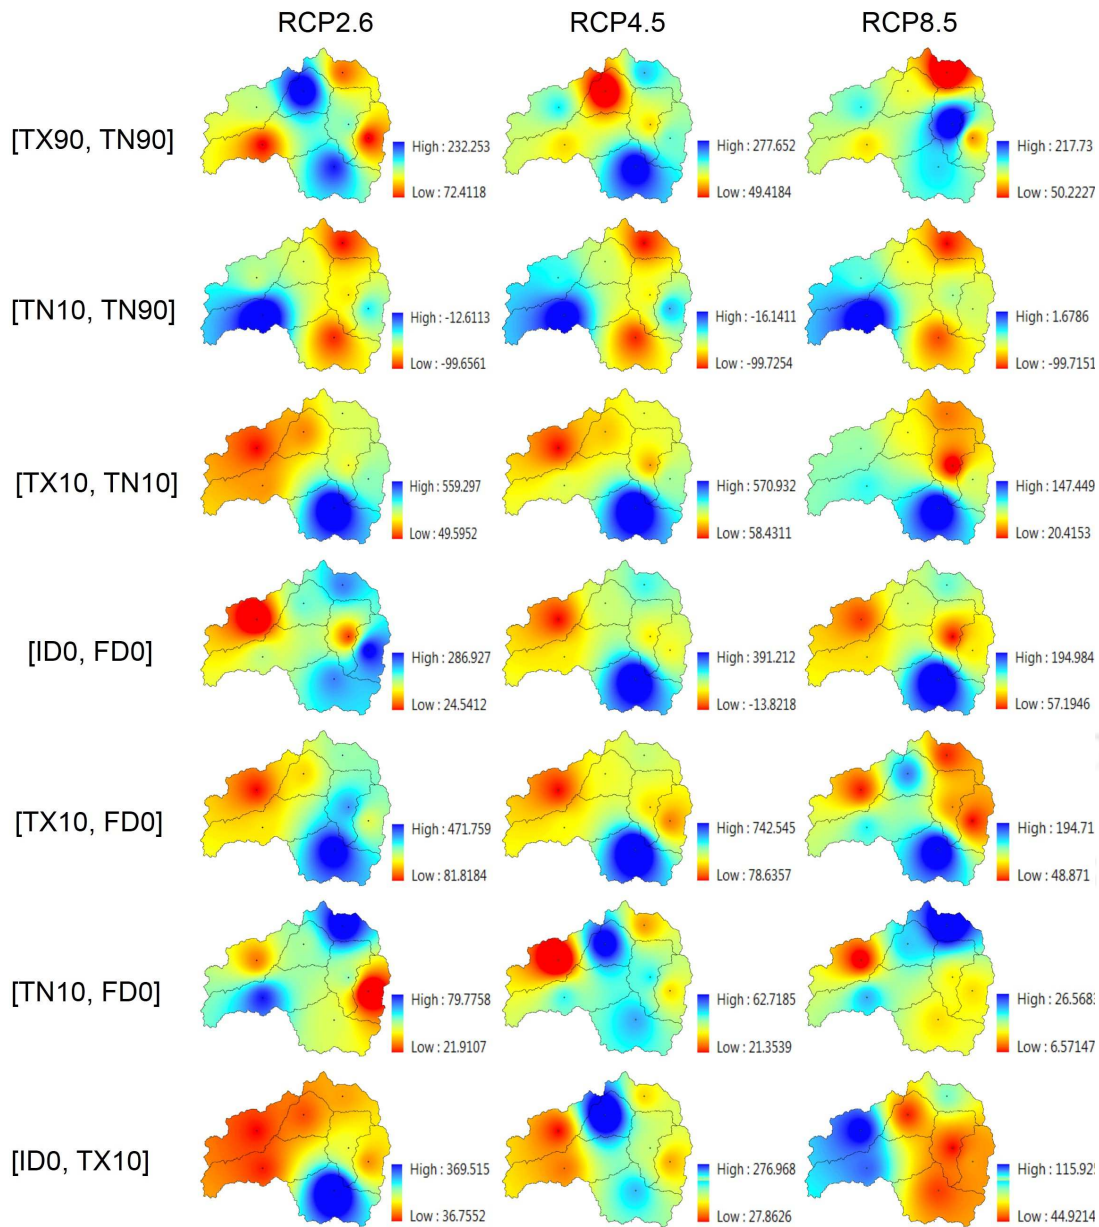 RCP2.6 RCP4.5 RCP8.5
[TX90, TN90]
High : 232.253
Low : 72.4118
High : 277.652
Low : 49.4184
High : 217.73
Low : 50.2227
[TN10, TN90]
High : -12.6113
Low : -99.6561
High : -16.1411
Low : -99.7254
High : 1.6786
Low : -99.7151
[TX10, TN10]
High : 559.297
Low : 49.5952
High : 570.932
Low : 58.4311
High : 147.449
Low : 20.4153
[ID0, FD0]
High : 286.927
Low : 24.5412
High : 391.212
Low : -13.8218
High : 194.984
Low : 57.1946
[TX10, FD0]
High : 471.759
Low : 81.8184
High : 742.545
Low : 78.6357
High : 194.71
Low : 48.871
[TN10, FD0]
High : 79.7758
Low : 21.9107
High : 62.7185
Low : 21.3539
High : 26.5683
Low : 6.57147
[ID0, TX10]
High : 369.515
Low : 36.7552
High : 276.968
Low : 27.8626
High : 115.925
Low : 44.9214